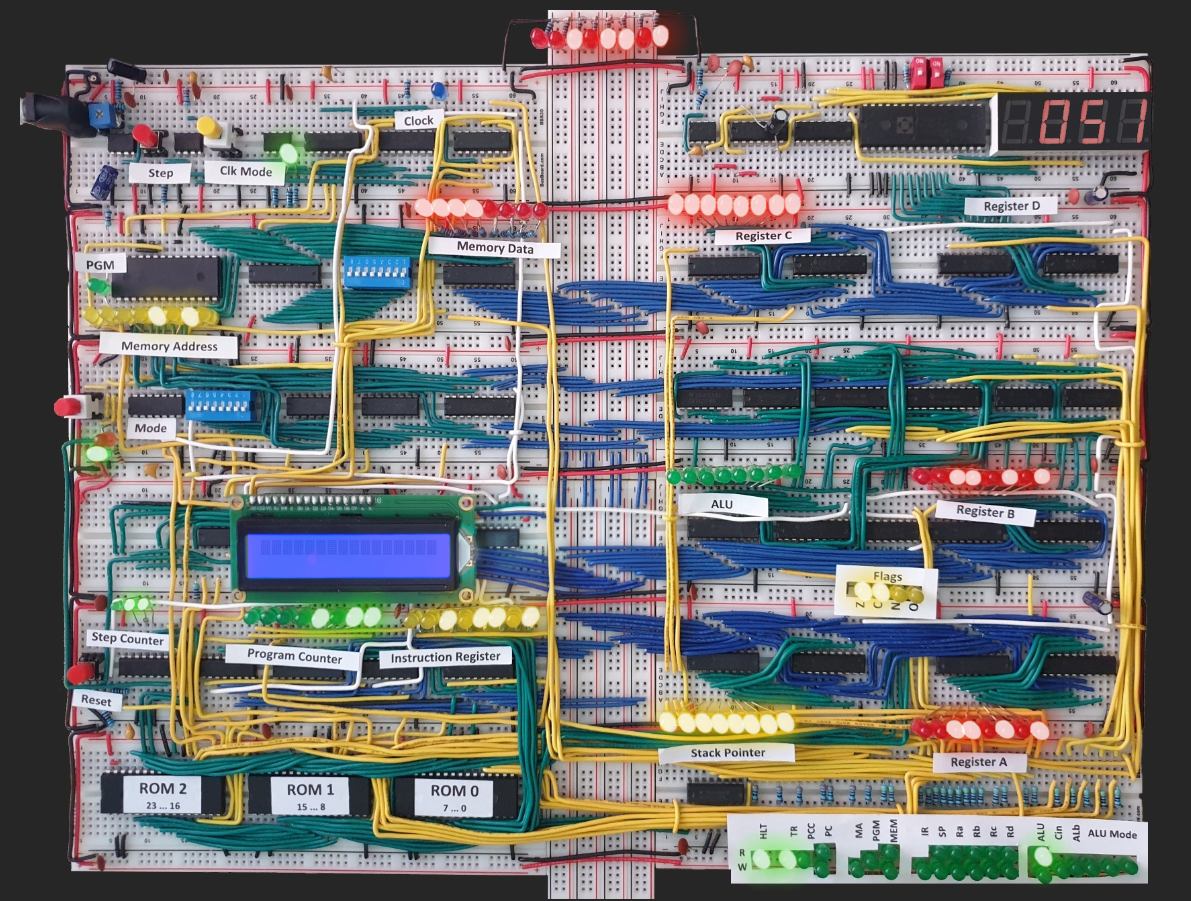 051
Clock
Step
Clk Mode
Register D
Register C
Memory Data
PGM
Memory Address
Mode
ALU
Register B
Flags
Z C N O
Step Counter
Program Counter
Instruction Register
Reset
Stack Pointer
Register A
ROM 2
23 ... 16
ROM 1
15 ... 8
ROM 0
7 ... 0
HLT TR PCC PC MA PGM MEM IR SP Ra Rb Rc Rd ALU Cin ALb ALU Mode
R
W